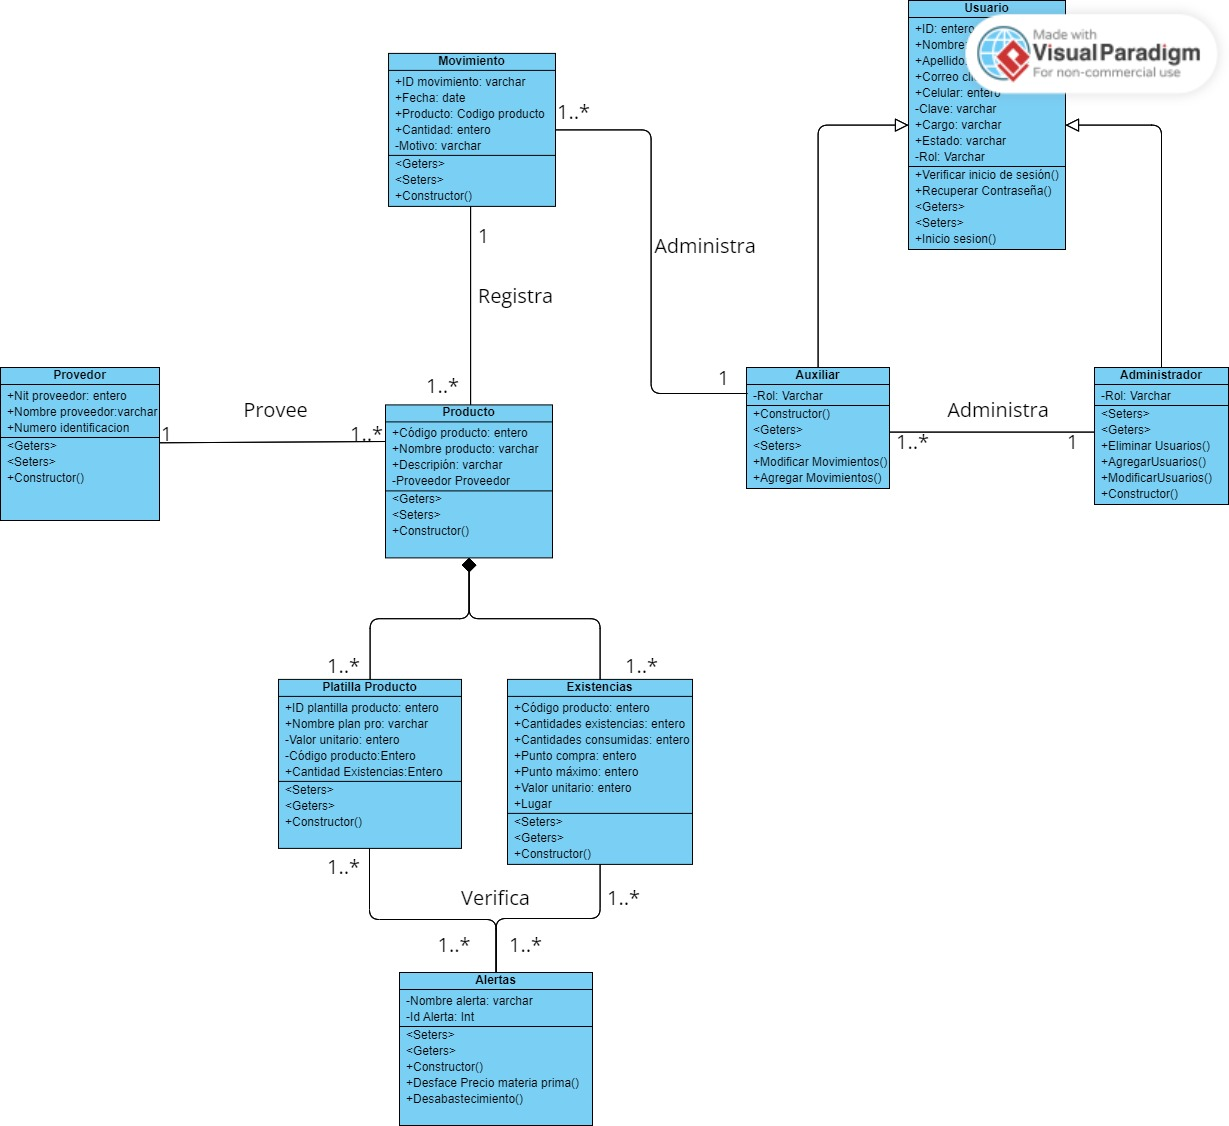 Usuario
+ID: entero
+Nombre
+Apellido:
+Correo
+Celular: entero
-Clave: varchar
+Cargo: varchar
+Estado: varchar
-Rol: Varchar
+Verificar inicio de sesión()
+Recuperar Contraseña()
<Geters>
<Seters>
+Inicio sesion()
Made with
Visual Paradigm
For non-commercial use
Movimiento
+ID movimiento: varchar
+Fecha: date
+Producto: Codigo producto
+Cantidad: entero
-Motivo: varchar
<Geters>
<Seters>
+Constructor()
1..*
1
Administra
Registra
1..*
1
Provedor
+Nit proveedor: entero
+Nombre proveedor:varchar
+Numero identificacion
<Geters>
<Seters>
+Constructor()
Provee
1
1..*
Producto
+Código producto: entero
+Nombre producto: varchar
+Descripión: varchar
-Proveedor Proveedor
<Geters>
<Seters>
+Constructor()
Auxiliar
-Rol: Varchar
+Constructor()
<Geters>
<Seters>
+Modificar Movimientos()
+Agregar Movimientos()
Administra
1..*
1
Administrador
-Rol: Varchar
<Seters>
<Geters>
+Eliminar Usuarios()
+AgregarUsuarios()
+ModificarUsuarios()
+Constructor()
1..*
1..*
Platilla Producto
+ID plantilla producto: entero
+Nombre plan pro: varchar
-Valor unitario: entero
-Código producto:Entero
+Cantidad Existencias:Entero
<Seters>
<Geters>
+Constructor()
Existencias
+Código producto: entero
+Cantidades existencias: entero
+Cantidades consumidas: entero
+Punto compra: entero
+Punto máximo: entero
+Valor unitario: entero
+Lugar
<Seters>
<Geters>
+Constructor()
1..*
Verifica
1..*
1..*
1..*
Alertas
-Nombre alerta: varchar
-Id Alerta: Int
<Seters>
<Geters>
+Constructor()
+Desface Precio materia prima()
+Desabastecimiento()